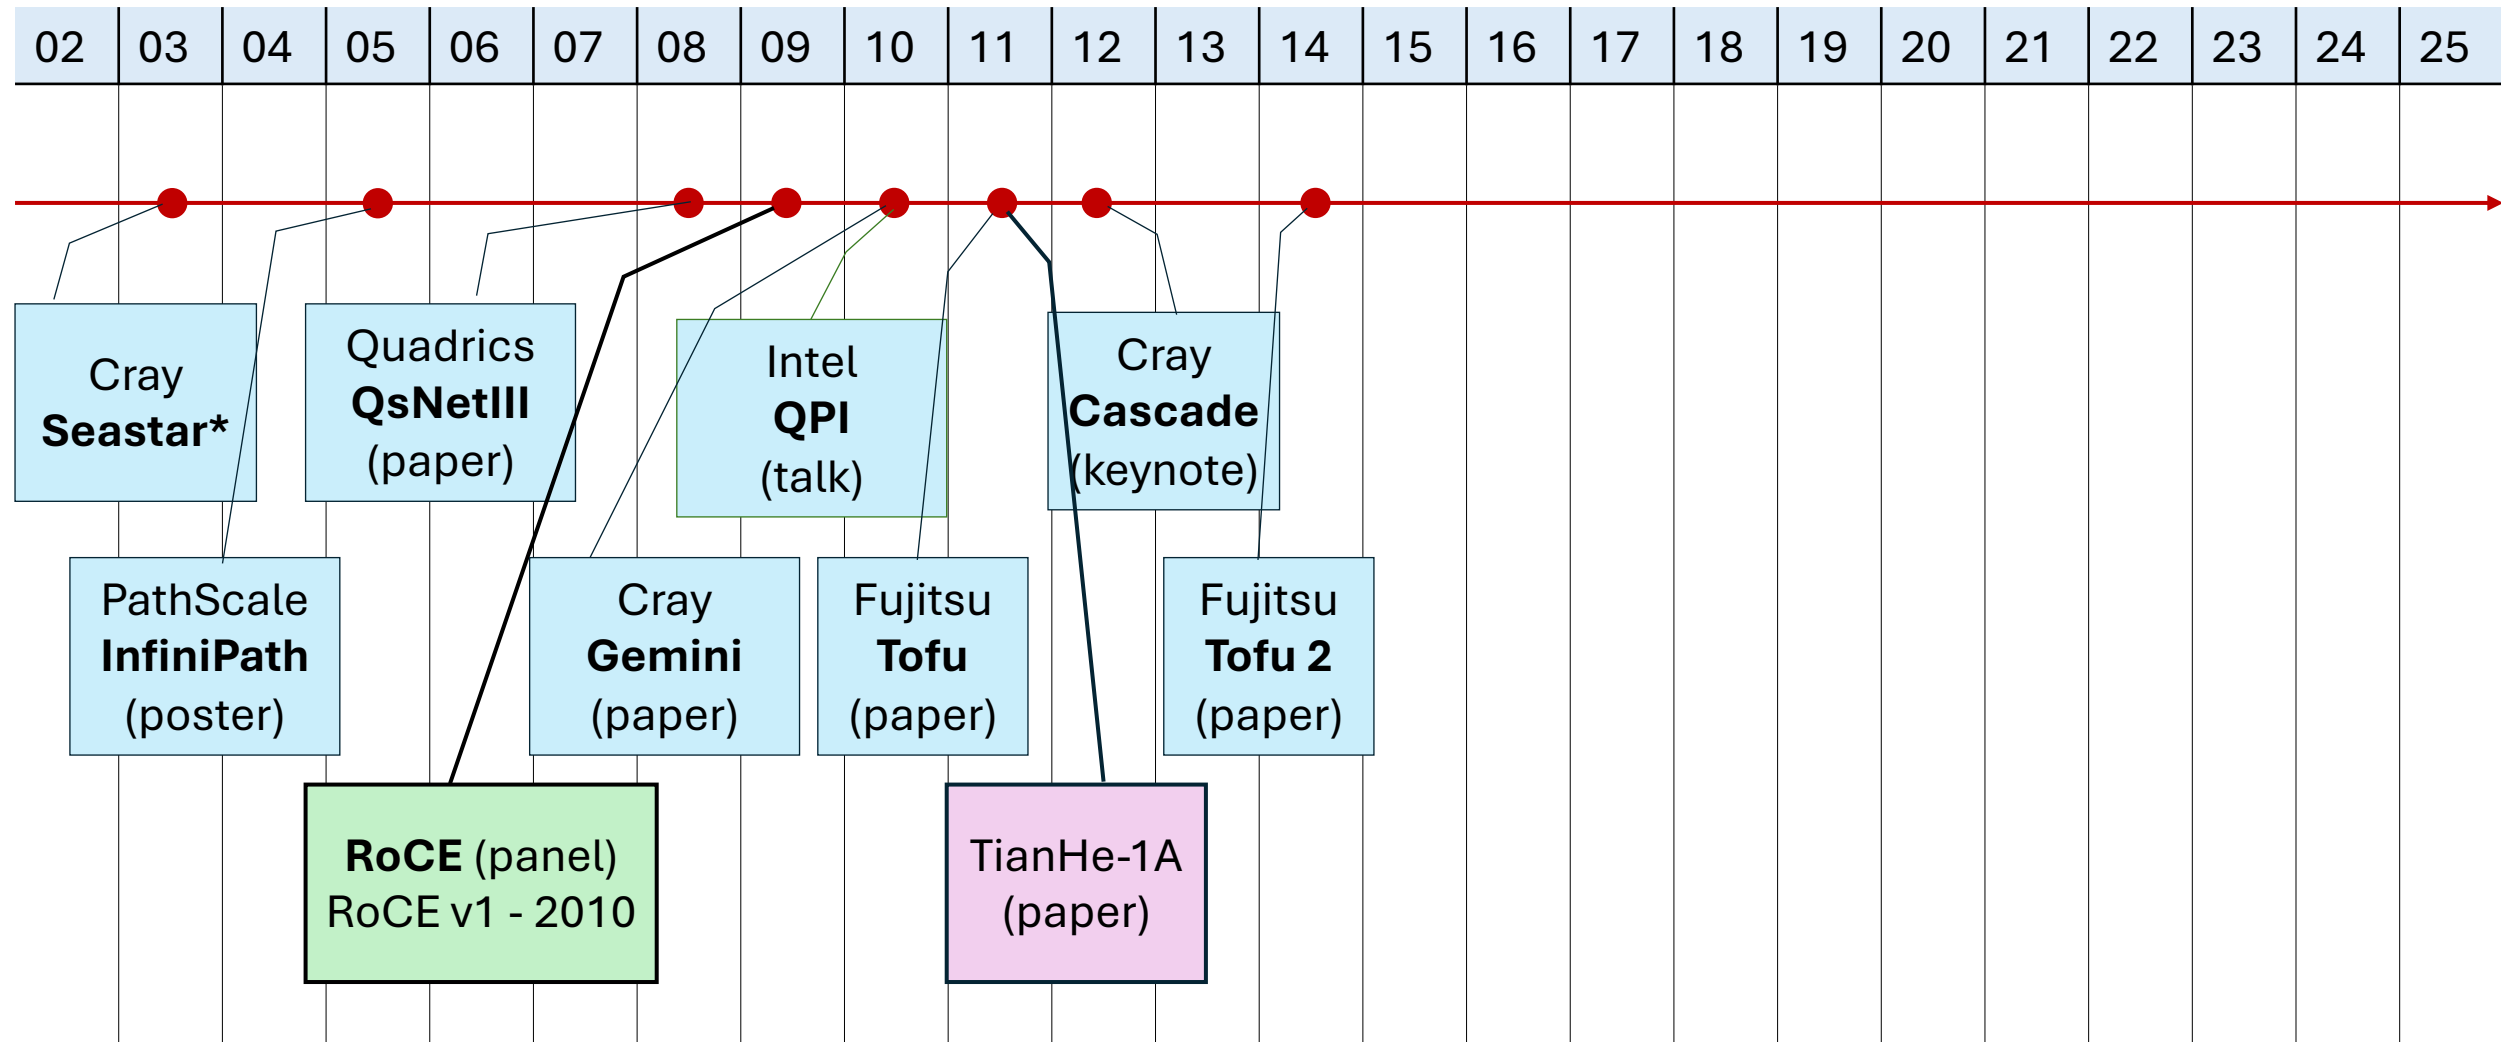 02 03 04 05 06 07 08 09 10 11 12 13 14 15 16 17 18 19 20 21 22 23 24 25
Cray
Seastar*
Quadrics
QsNetIII
(paper)
Intel
QPI
(talk)
Cray
Cascade
(keynote)
PathScale
InfiniPath
(poster)
Cray
Gemini
(paper)
Fujitsu
Tofu
(paper)
Fujitsu
Tofu 2
(paper)
RoCE (panel)
RoCE v1 - 2010
TianHe-1A
(paper)